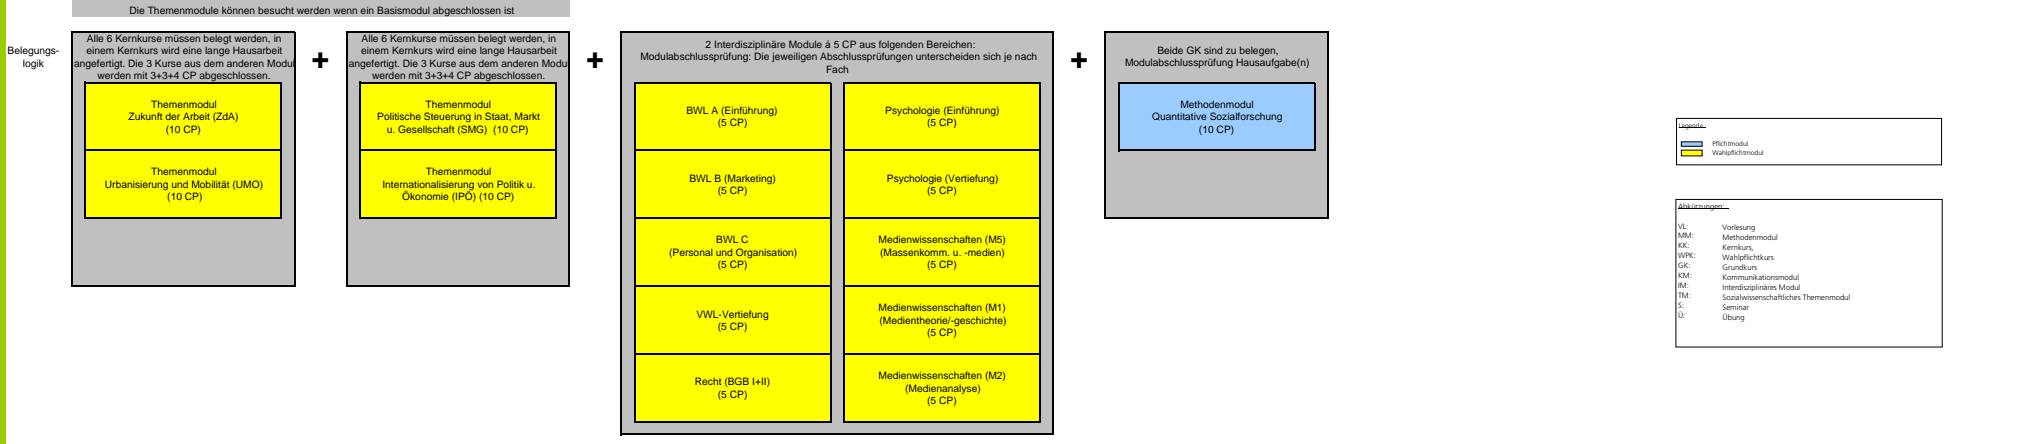 Die Themenmodule können besucht werden wenn ein Basismodul abgeschlossen ist
Belegungs-
logik
Alle 6 Kernkurse müssen belegt werden, in
einem Kernkurs wird eine lange Hausarbeit
angefertigt. Die 3 Kurse aus dem anderen Modul
werden mit 3+3+4 CP abgeschlossen.
Themenmodul
Zukunft der Arbeit (ZdA)
(10 CP)
Themenmodul
Urbanisierung und Mobilität (UMO)
(10 CP)
+
Alle 6 Kernkurse müssen belegt werden, in
einem Kernkurs wird eine lange Hausarbeit
angefertigt. Die 3 Kurse aus dem anderen Modul
werden mit 3+3+4 CP abgeschlossen.
Themenmodul
Politische Steuerung in Staat, Markt
u. Gesellschaft (SMG) (10 CP)
Themenmodul
Internationalisierung von Politik u.
Ökonomie (IPÖ) (10 CP)
+
2 Interdisziplinäre Module á 5 CP aus folgenden Bereichen:
Modulabschlussprüfung: Die jeweiligen Abschlussprüfungen unterscheiden sich je nach
Fach
BWL A (Einführung)
(5 CP)
BWL B (Marketing)
(5 CP)
BWL C
(Personal und Organisation)
(5 CP)
VWL-Vertiefung
(5 CP)
Recht (BGB I+II)
(5 CP)
Psychologie (Einführung)
(5 CP)
Psychologie (Vertiefung)
(5 CP)
Medienwissenschaften (M5)
(Massenkomm. u. -medien)
(5 CP)
Medienwissenschaften (M1)
(Medientheorie/-geschichte)
(5 CP)
Medienwissenschaften (M2)
(Medienanalyse)
(5 CP)
+
Beide GK sind zu belegen,
Modulabschlussprüfung Hausaufgabe(n)
Methodenmodul
Quantitative Sozialforschung
(10 CP)
Legende
Pflichtmodul
Wahlpflichtmodul
Abkürzungen:
VL: Vorlesung
MM: Methodenmodul
KK: Kernkurs,
WPK: Wahlpflichtkurs
GK: Grundkurs
KM: Kommunikationsmodul
IM: Interdisziplinäres Modul
TM: Sozialwissenschaftliches Themenmodul
S: Seminar
Ü: Übung